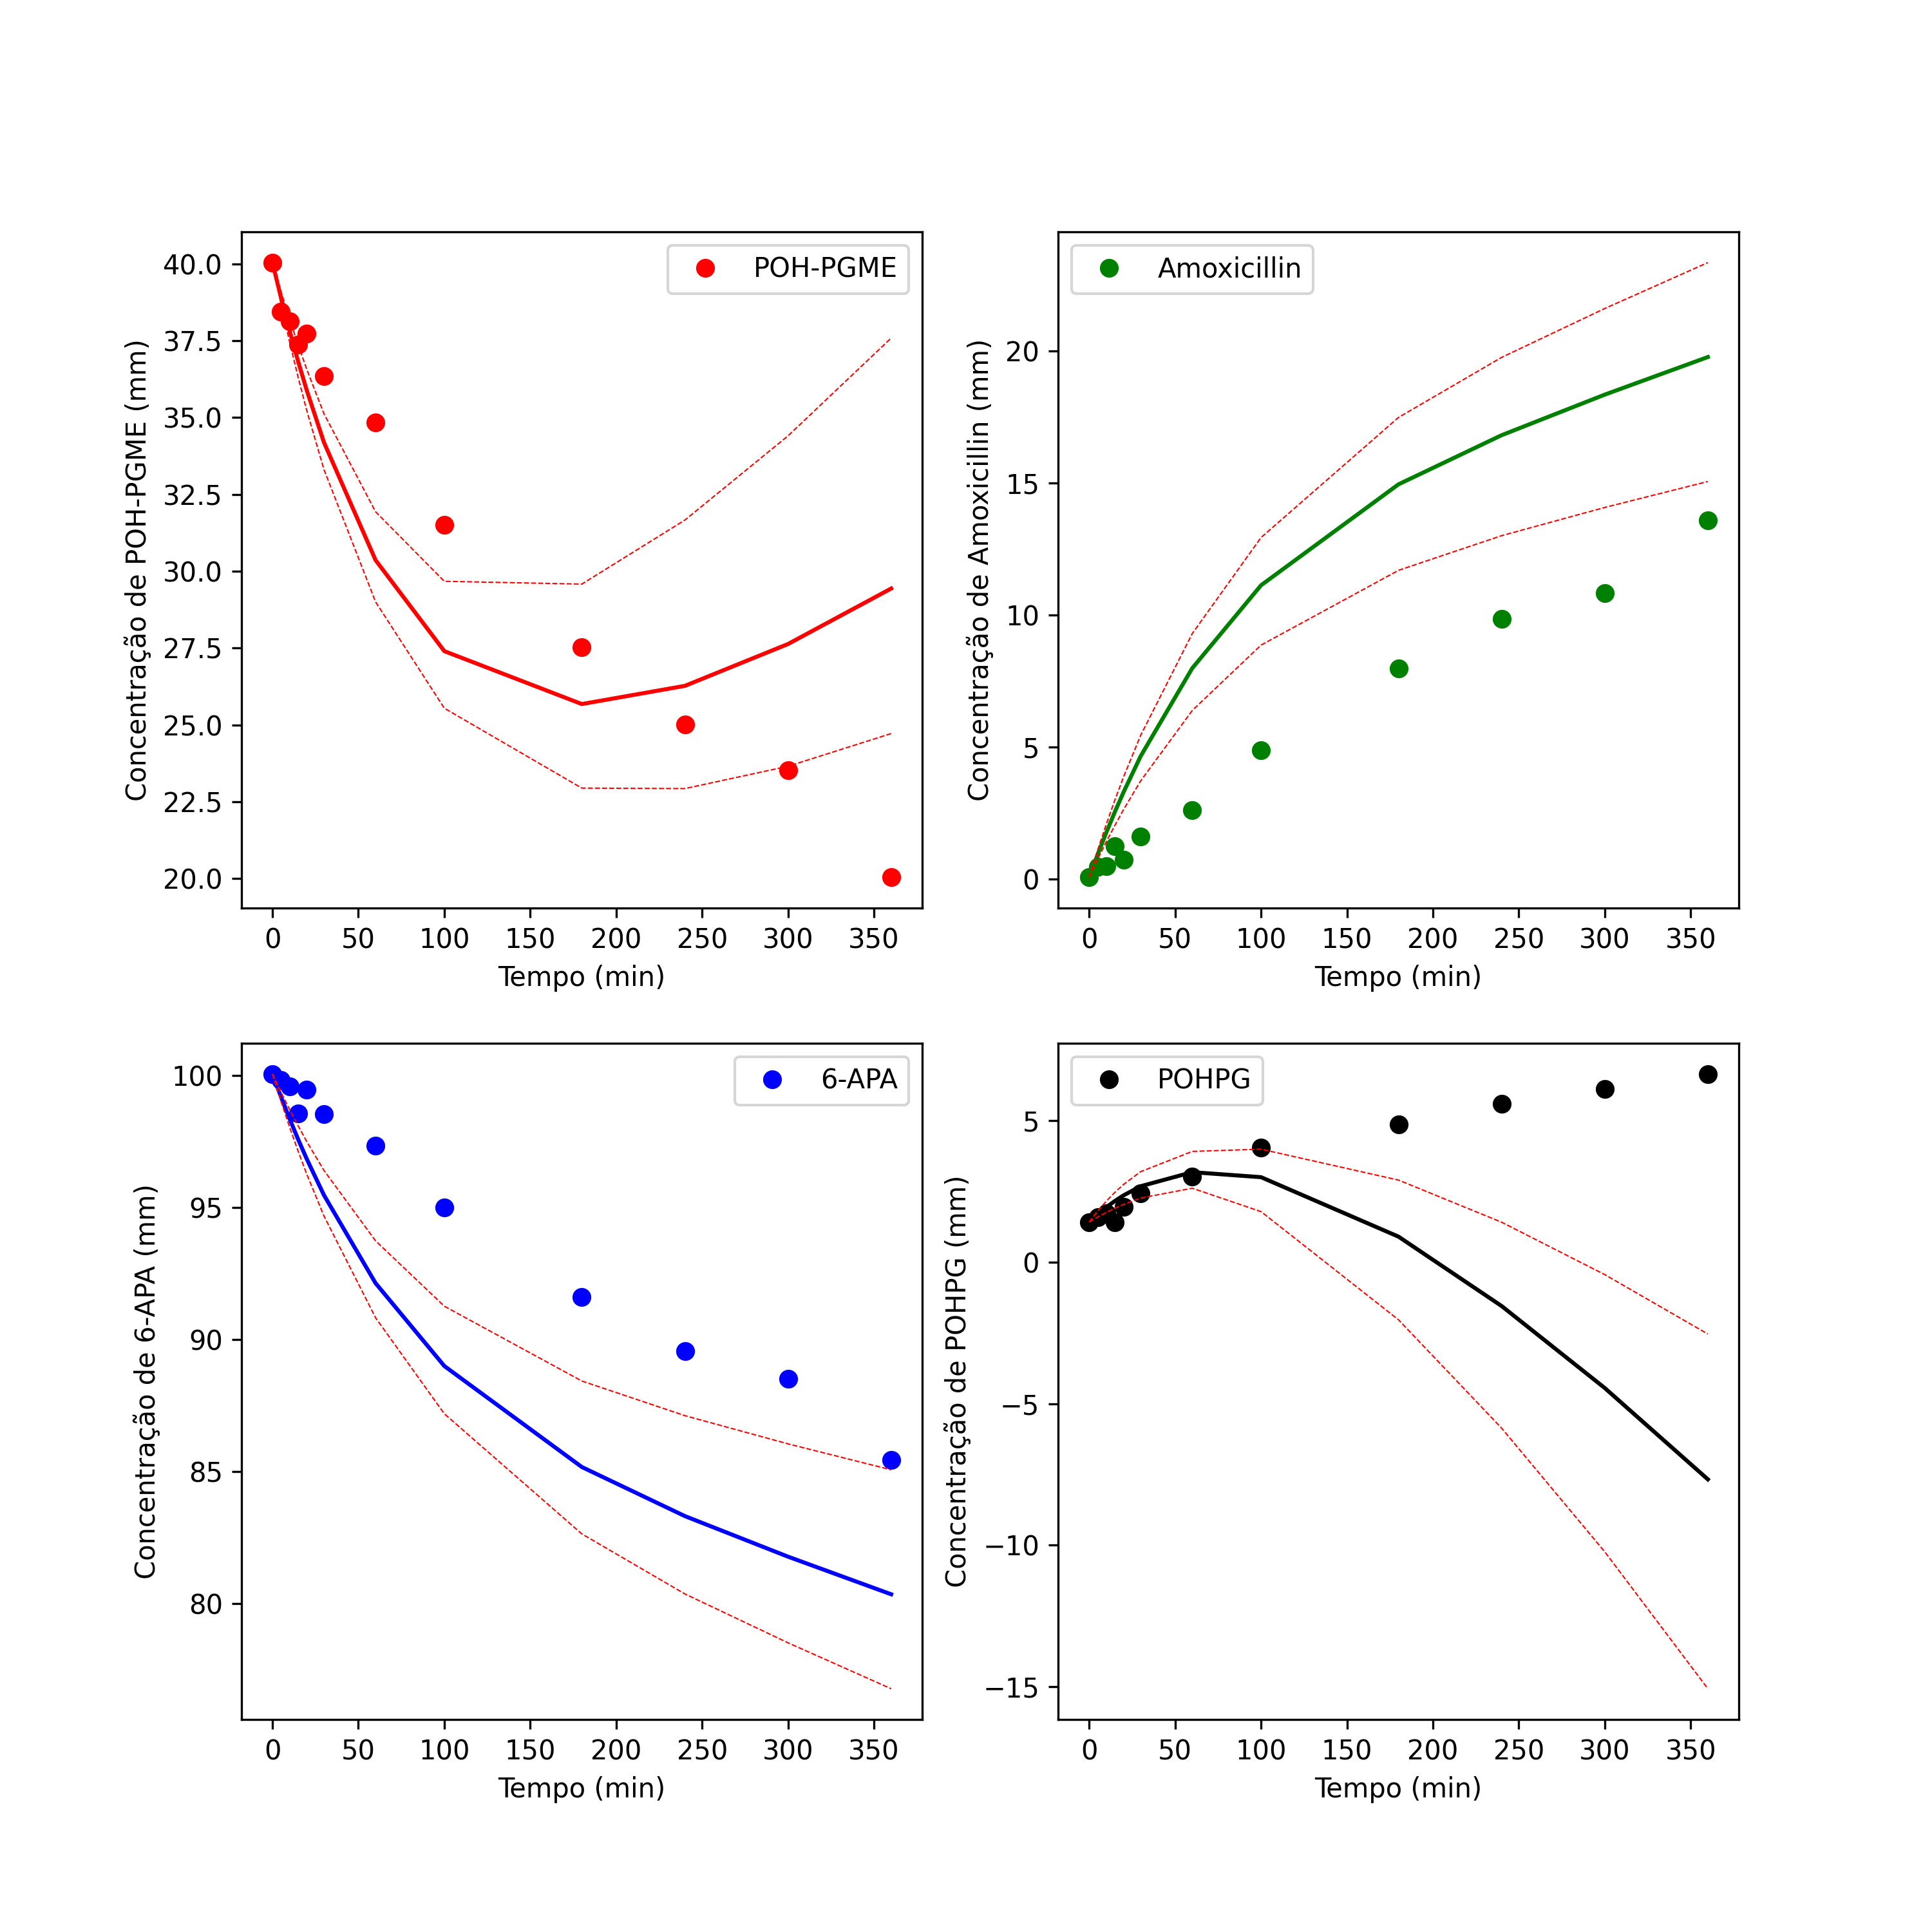 Concentração de POH-PGME (mm)
40.0
37.5
35.0
32.5
30.0
27.5
25.0
22.5
20.0
POH-PGME
0 50 100 150 200 250 300 350
Tempo (min)
Concentração de Amoxicillin (mm)
20
15
10
5
0
Amoxicillin
0 50 100 150 200 250 300 350
Tempo (min)
Concentração de 6-APA (mm)
100
95
90
85
80
6-APA
0 50 100 150 200 250 300 350
Tempo (min)
Concentração de POHPG (mm)
5
0
−5
−10
−15
POHPG
0 50 100 150 200 250 300 350
Tempo (min)